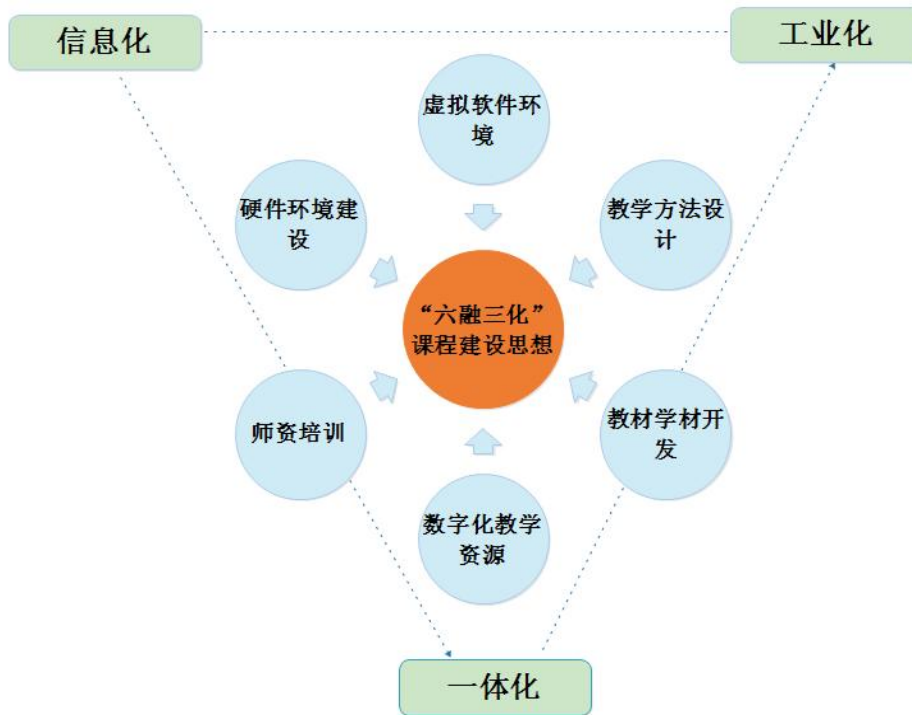 信息化
工业化
虚拟软件环
境
硬件环境建
设
教学方法设
计
“六融三化”
课程建设思想
师资培训
教材学材开
发
数字化教学
资源
一体化